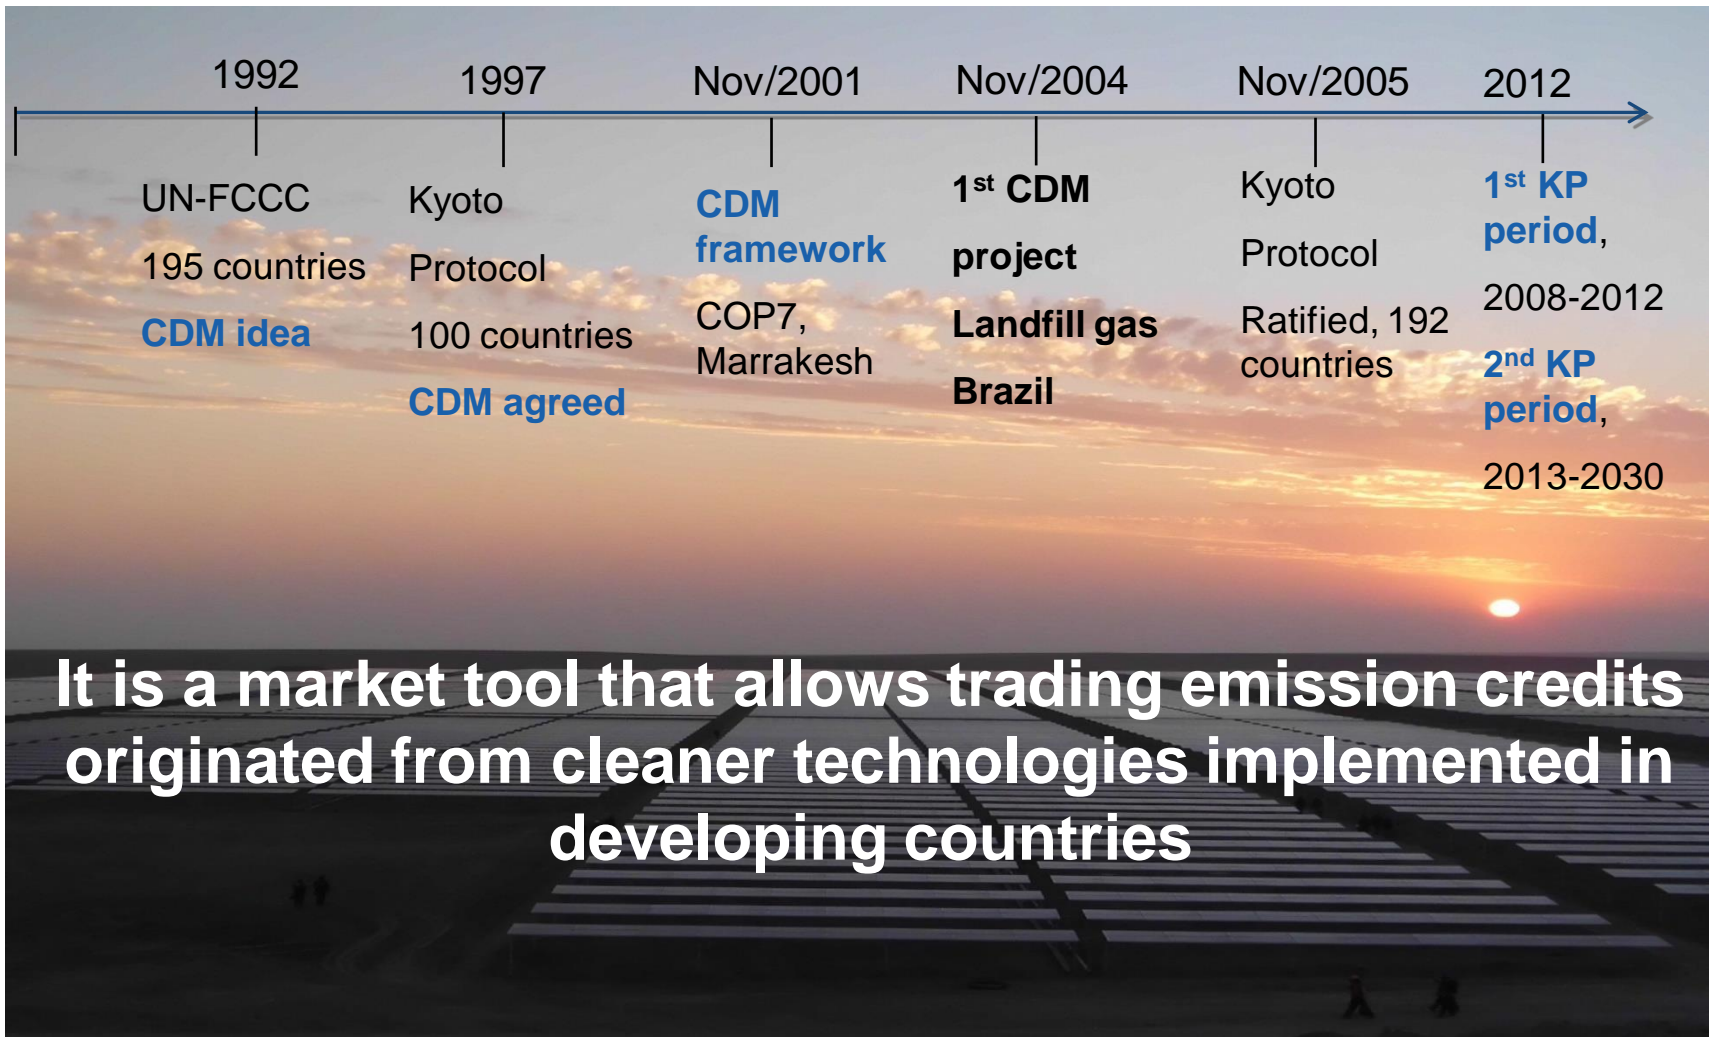 1992
UN-FCCC
195 countries
CDM idea
1997
Kyoto
Protocol
100 countries
CDM agreed
Nov/2001
CDM
framework
COP7,
Marrakesh
Nov/2004
1st CDM
project
Landfill gas
Brazil
Nov/2005
Kyoto
Protocol
Ratified, 192
countries
2012
1st KP
period,
2008-2012
2nd KP
period,
2013-2030
It is a market tool that allows trading emission credits
originated from cleaner technologies implemented in
developing countries